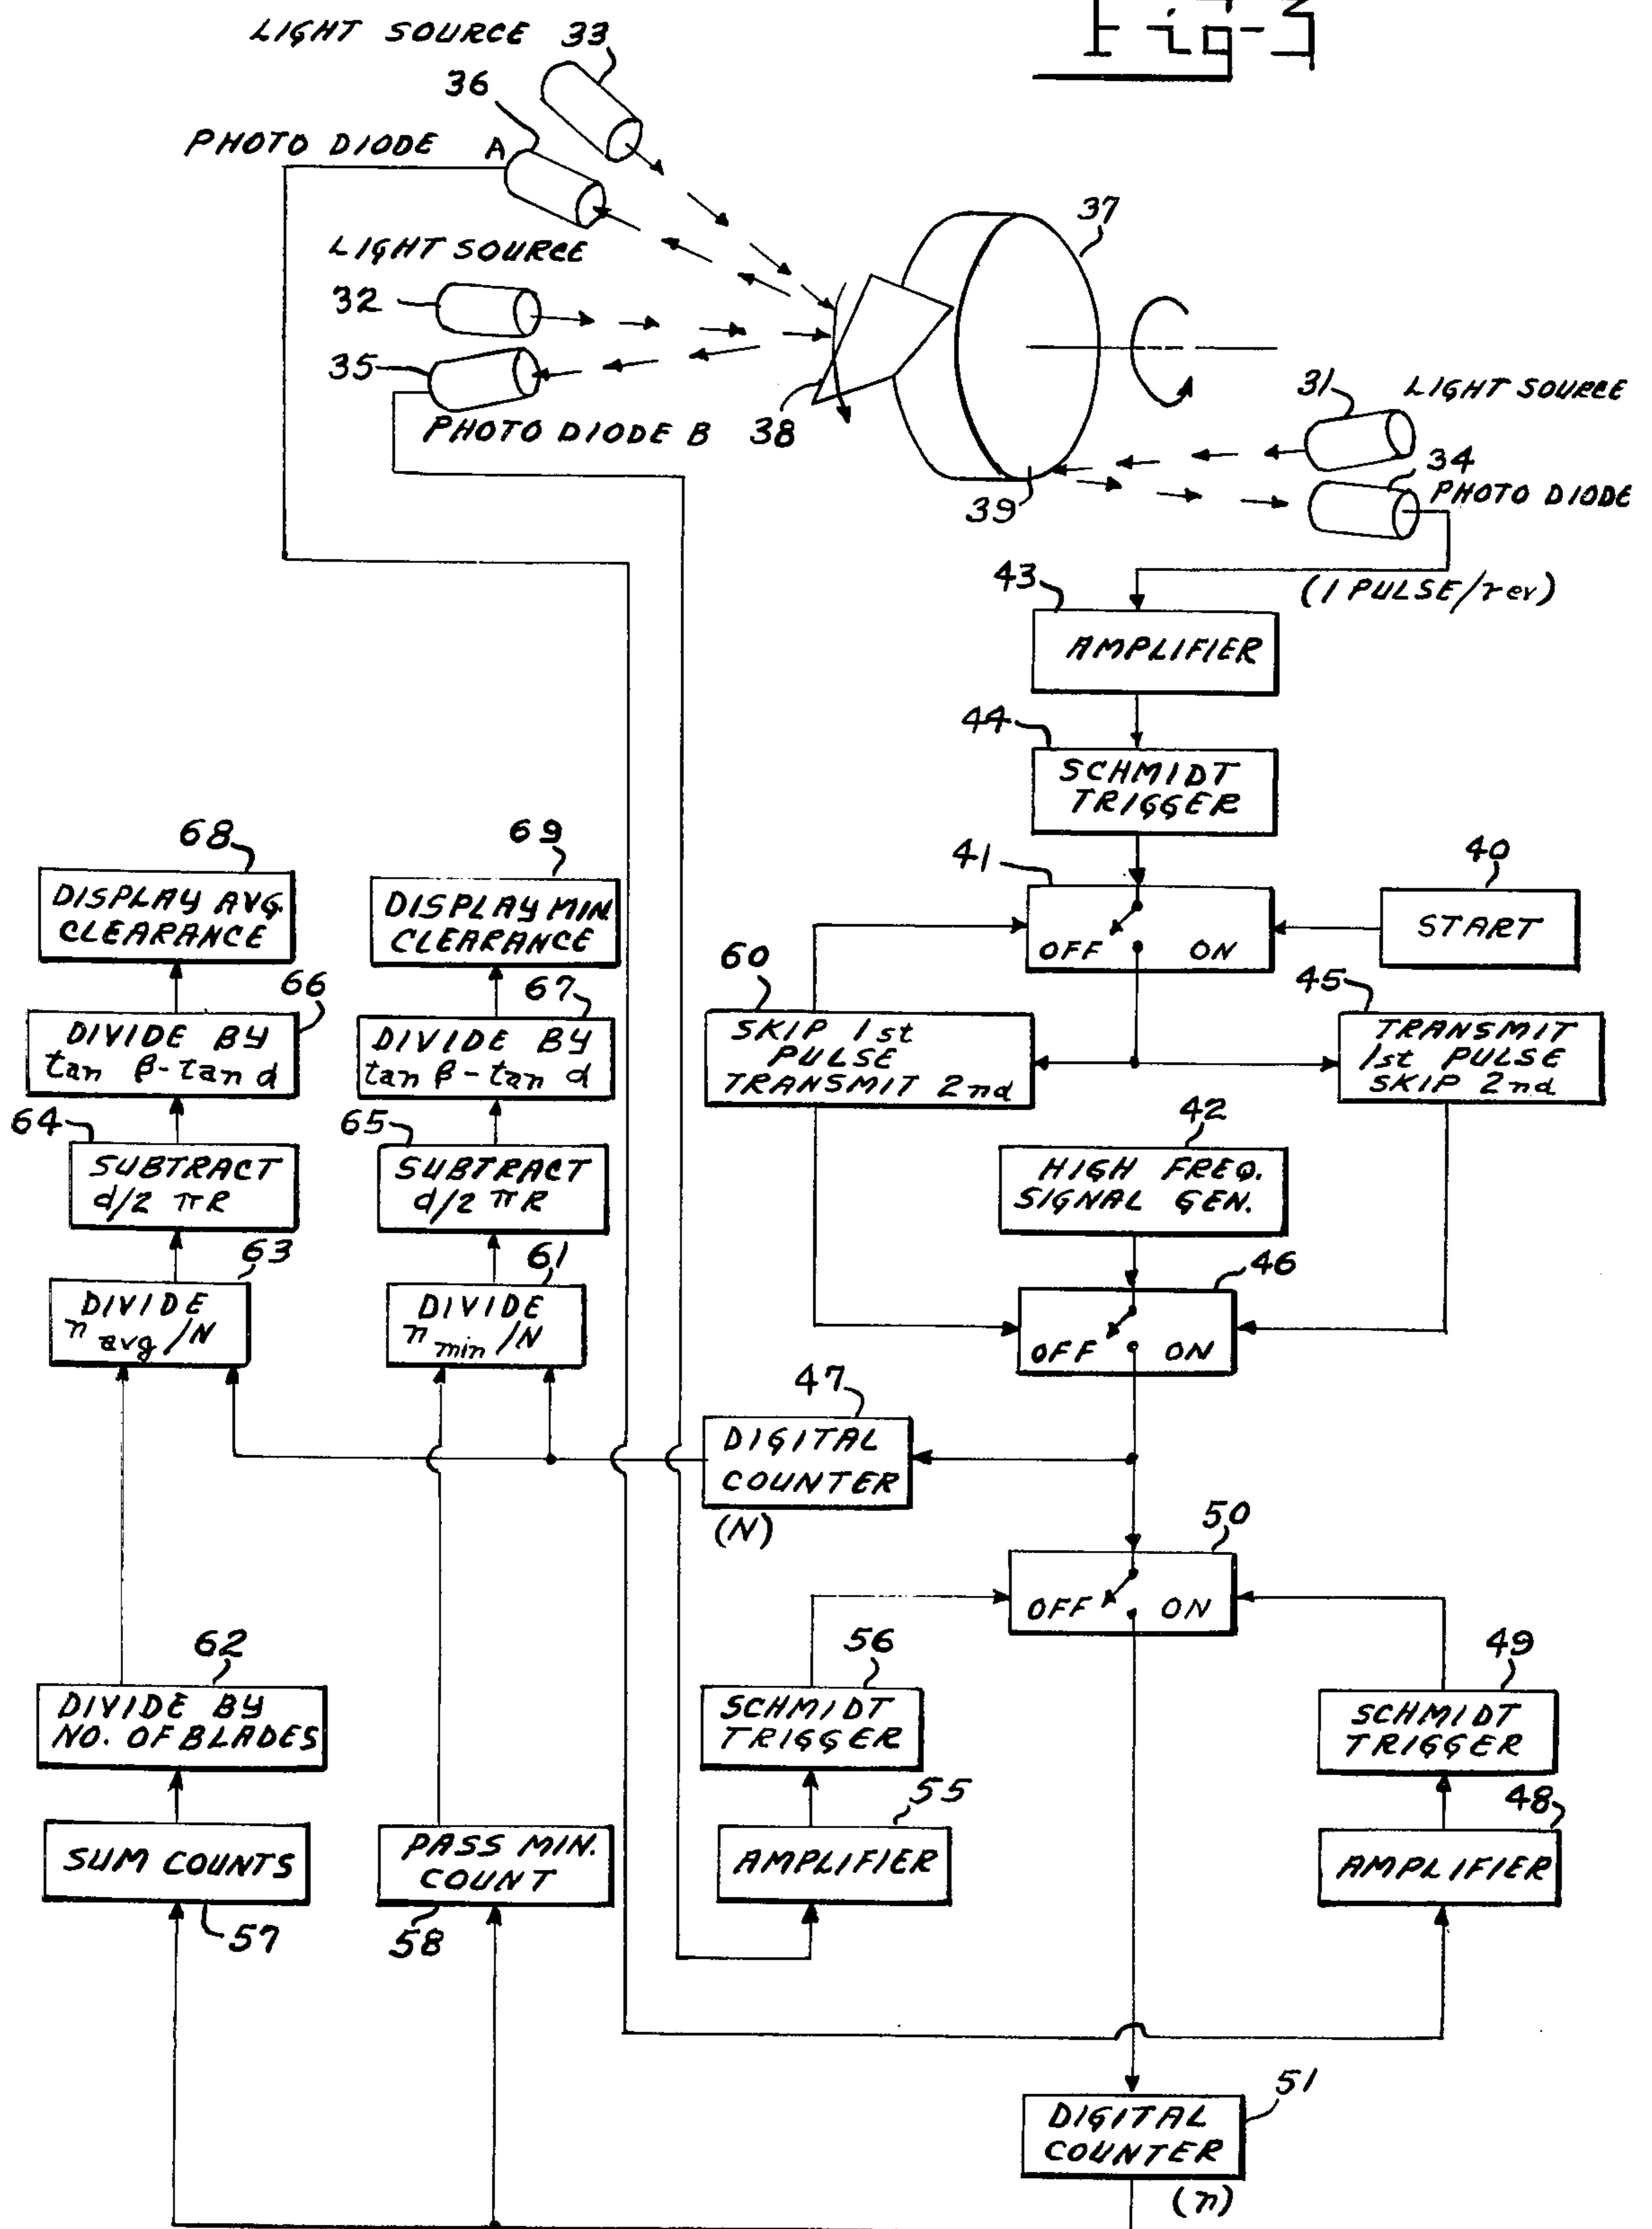 Fig-3
LIGHT SOURCE 33
36
PHOTO DIODE A
37
LIGHT SOURCE
32
35
31 LIGHT SOURCE
PHOTO DIODE B 38
34
PHOTO DIODE
39
43
(1 PULSE/rev)
AMPLIFIER
44
SCHMIDT
TRIGGER
68
69
41
40
DISPLAY AVG.
CLEARANCE
DISPLAY MIN.
CLEARANCE
OFF ON
START
60
45
66
67
DIVIDE BY
tan β-tan d
DIVIDE BY
tan β-tan d
SKIP 1st
PULSE
TRANSMIT 2nd
TRANSMIT
1st PULSE
SKIP 2nd
64
65
42
SUBTRACT
d/2 πR
SUBTRACT
d/2 πR
HIGH FREQ.
SIGNAL GEN.
63
61
46
DIVIDE
n avg/N
DIVIDE
n min/N
OFF ON
47
DIGITAL
COUNTER
(N)
50
OFF ON
62
56
49
DIVIDE BY
NO. OF BLADES
SCHMIDT
TRIGGER
SCHMIDT
TRIGGER
55
48
SUM COUNTS
PASS MIN.
COUNT
AMPLIFIER
AMPLIFIER
57
58
51
DIGITAL
COUNTER
(n)